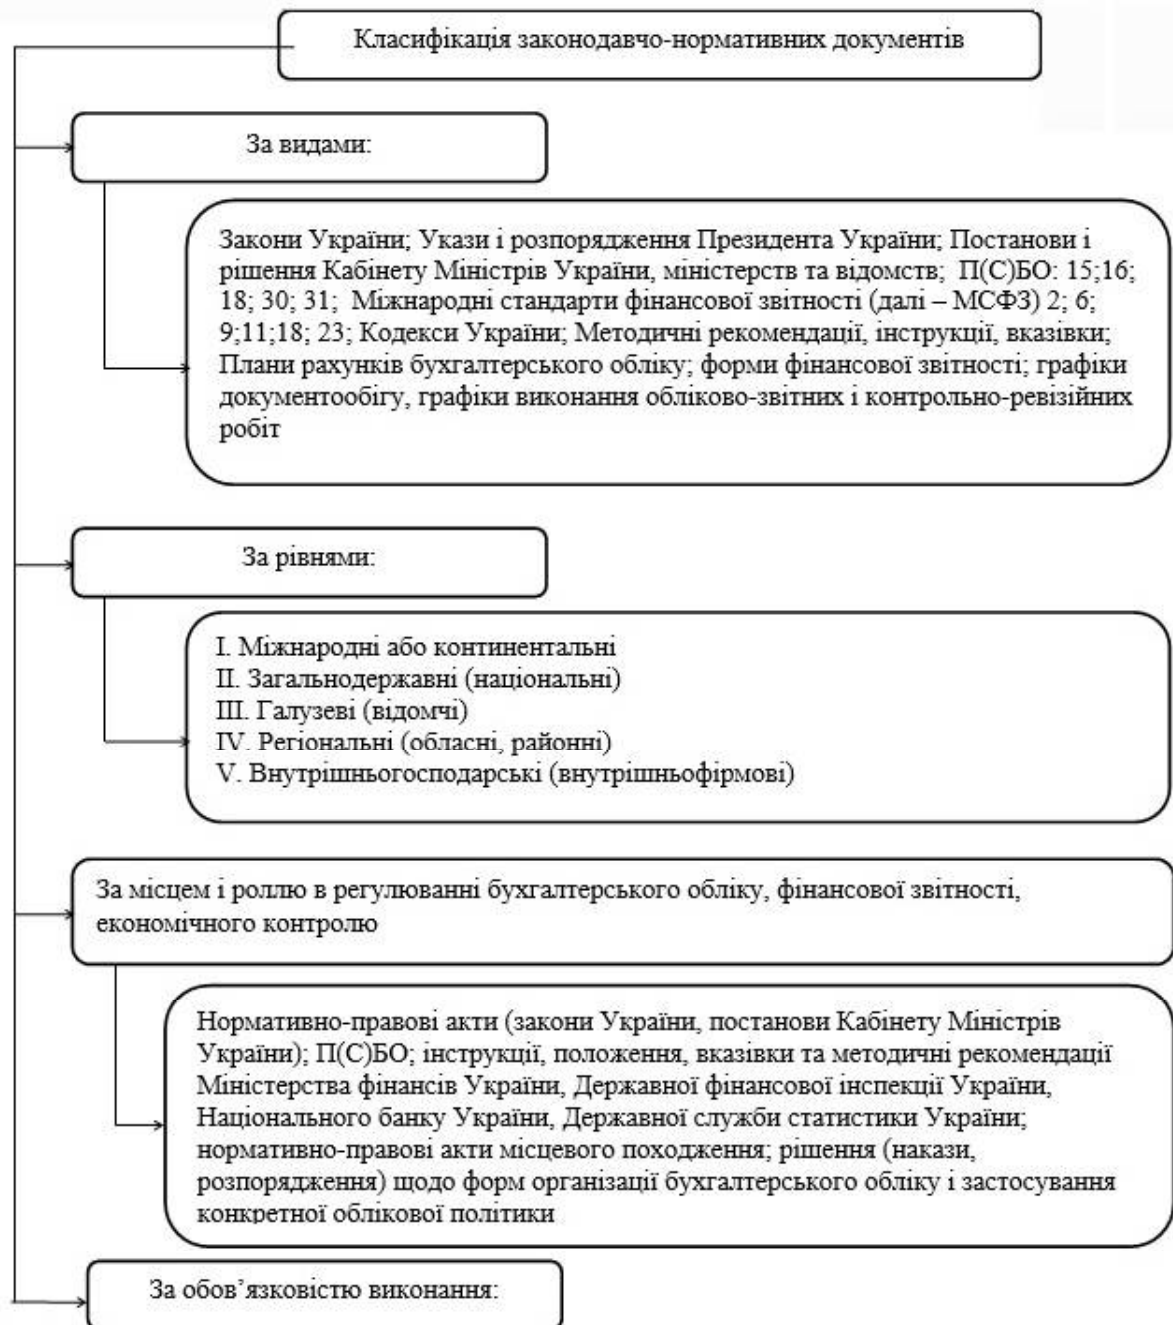 Класифікація законодавчо-нормативних документів
За видами:
Закони України; Укази і розпорядження Президента України; Постанови і
рішення Кабінету Міністрів України, міністерств та відомств; П(С)БО: 15;16;
18; 30; 31; Міжнародні стандарти фінансової звітності (далі – МСФЗ) 2; 6;
9;11;18; 23; Кодекси України; Методичні рекомендації, інструкції, вказівки;
Плани рахунків бухгалтерського обліку; форми фінансової звітності; графіки
документообігу, графіки виконання обліково-звітних і контрольно-ревізійних
робіт
За рівнями:
I. Міжнародні або континентальні
II. Загальнодержавні (національні)
III. Галузеві (відомчі)
IV. Регіональні (обласні, районні)
V. Внутрішньогосподарські (внутрішньофірмові)
За місцем і роллю в регулюванні бухгалтерського обліку, фінансової звітності,
економічного контролю
Нормативно-правові акти (закони України, постанови Кабінету Міністрів
України); П(С)БО; інструкції, положення, вказівки та методичні рекомендації
Міністерства фінансів України, Державної фінансової інспекції України,
Національного банку України, Державної служби статистики України;
нормативно-правові акти місцевого походження; рішення (накази,
розпорядження) щодо форм організації бухгалтерського обліку і застосування
конкретної облікової політики
За обов’язковістю виконання: